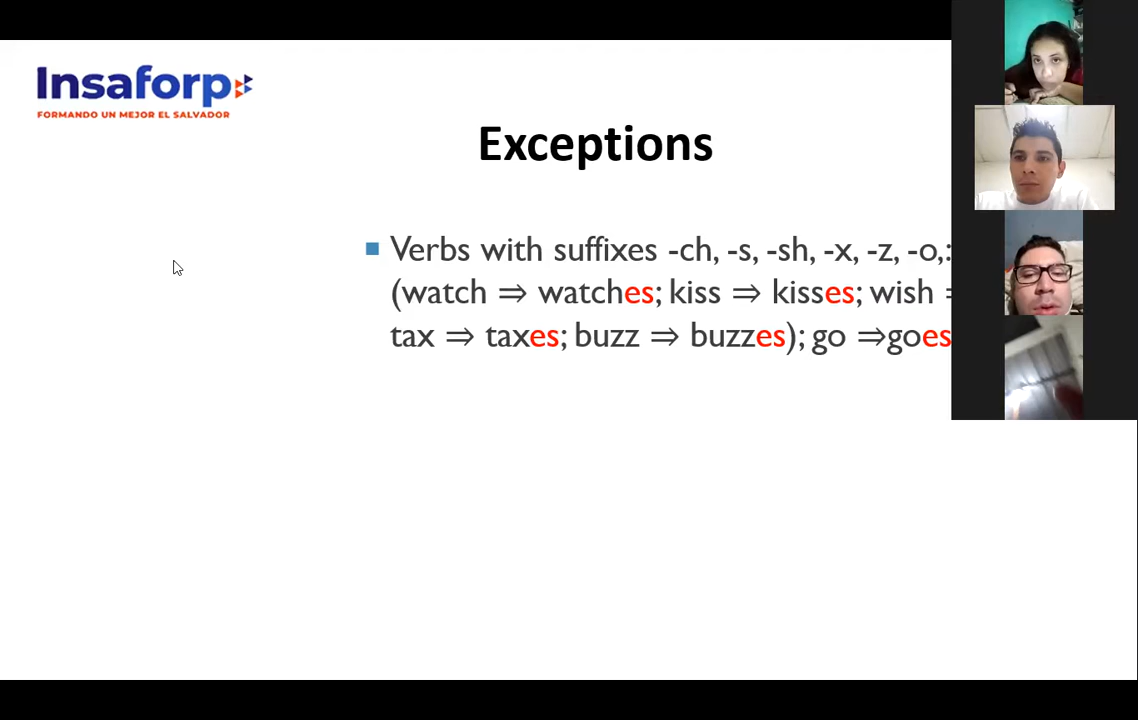 Insaforp
FORMANDO UN MEJOR EL SALVADOR
Exceptions
Verbs with suffixes -ch, -s, -sh, -x, -z, -o,:
(watch ⇒ watches; kiss ⇒ kisses; wish
tax ⇒ taxes; buzz ⇒ buzzes); go ⇒goes